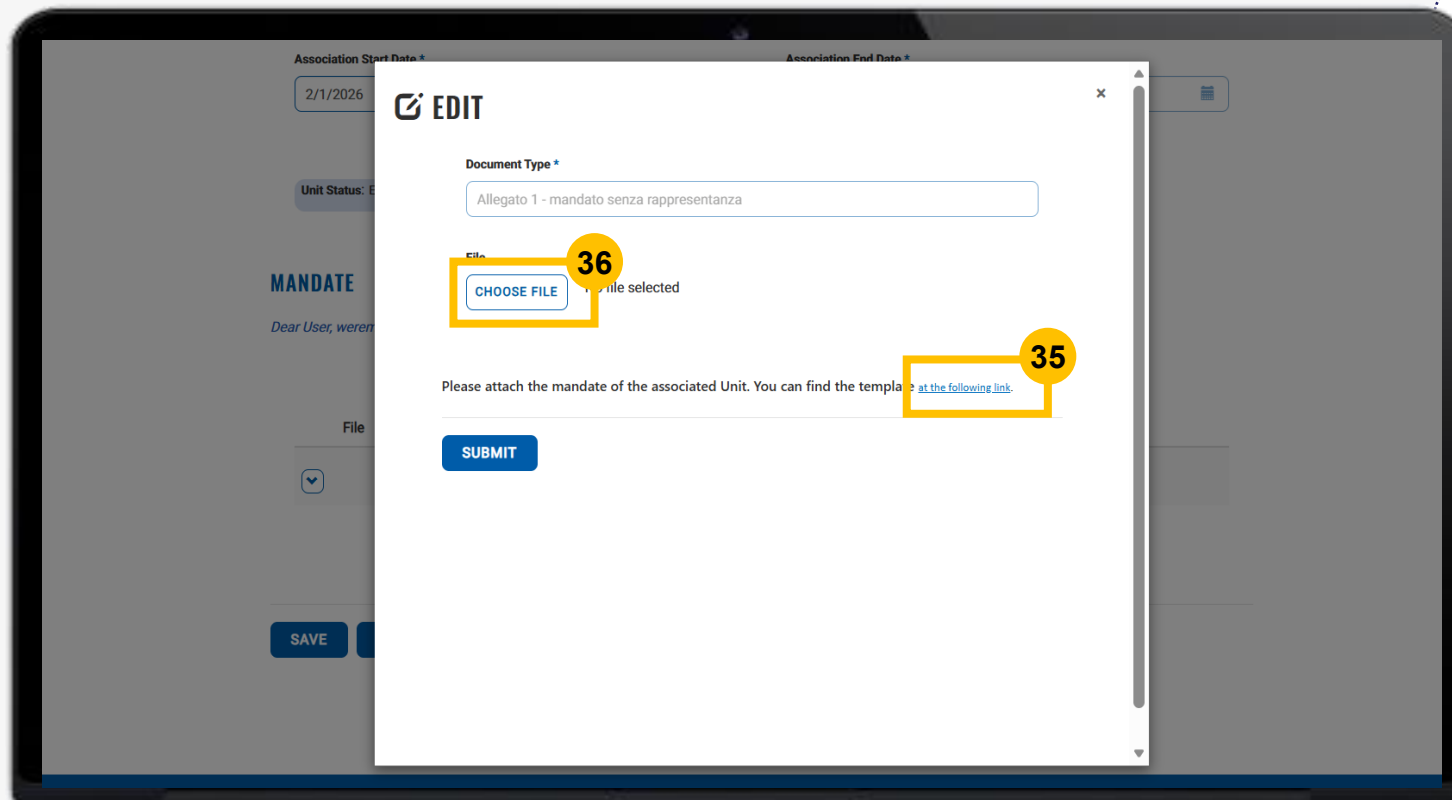 Association Start Date *
Association End Date *
2/1/2026
EDIT
×
Document Type *
Unit Status: E
Allegato 1 - mandato senza rappresentanza
File
36
MANDATE
CHOOSE FILE
file selected
Dear User,
35
Please attach the mandate of the associated Unit. You can find the template at the following link.
File
SUBMIT
SAVE